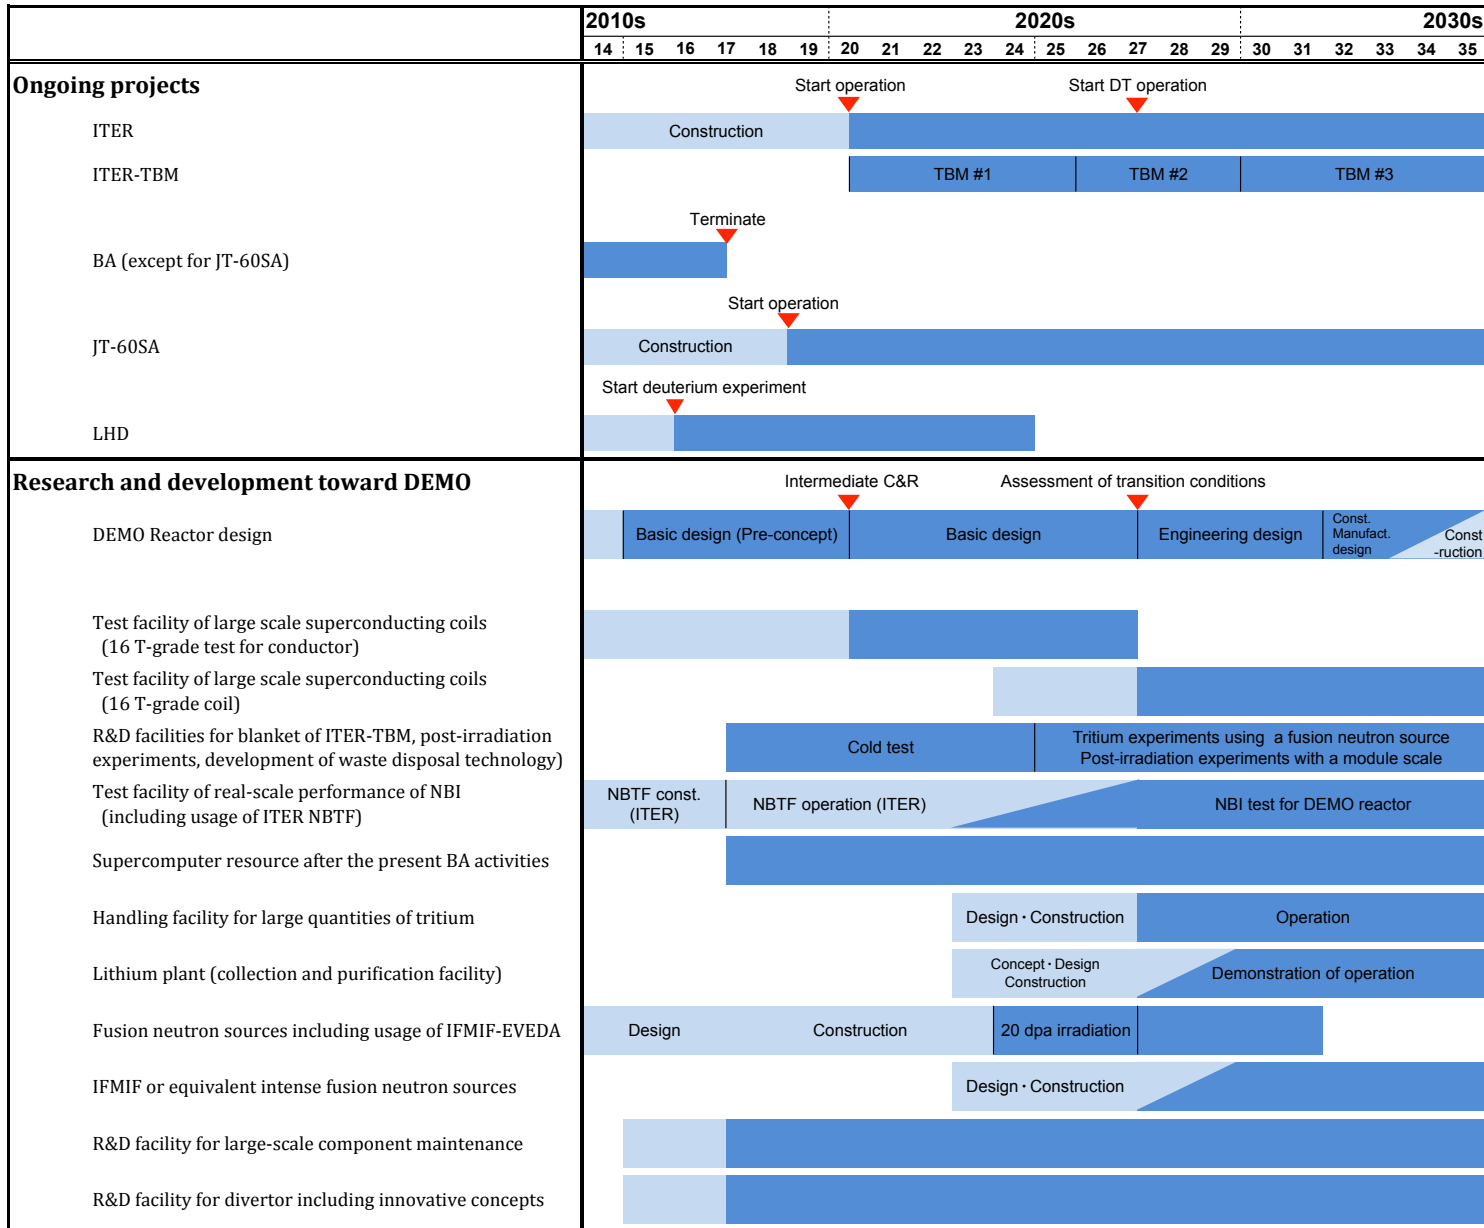 2010s 2020s 2030s
14 15 16 17 18 19 20 21 22 23 24 25 26 27 28 29 30 31 32 33 34 35
Ongoing projects
Start operation Start DT operation
ITER Construction
ITER-TBM TBM #1 TBM #2 TBM #3
Terminate
BA (except for JT-60SA)
Start operation
JT-60SA Construction
Start deuterium experiment
LHD
Research and development toward DEMO
Intermediate C&R Assessment of transition conditions
DEMO Reactor design Basic design (Pre-concept) Basic design Engineering design
Const.
Manufact.
design
Const
-ruction
Test facility of large scale superconducting coils
(16 T-grade test for conductor)
Test facility of large scale superconducting coils
(16 T-grade coil)
R&D facilities for blanket of ITER-TBM, post-irradiation
experiments, development of waste disposal technology)
Cold test
Tritium experiments using a fusion neutron source
Post-irradiation experiments with a module scale
Test facility of real-scale performance of NBI
(including usage of ITER NBTF)
NBTF const.
(ITER)
NBTF operation (ITER) NBI test for DEMO reactor
Supercomputer resource after the present BA activities
Handling facility for large quantities of tritium Design・Construction Operation
Lithium plant (collection and purification facility)
Concept・Design
Construction
Demonstration of operation
Fusion neutron sources including usage of IFMIF-EVEDA Design Construction 20 dpa irradiation
IFMIF or equivalent intense fusion neutron sources Design・Construction
R&D facility for large-scale component maintenance
R&D facility for divertor including innovative concepts